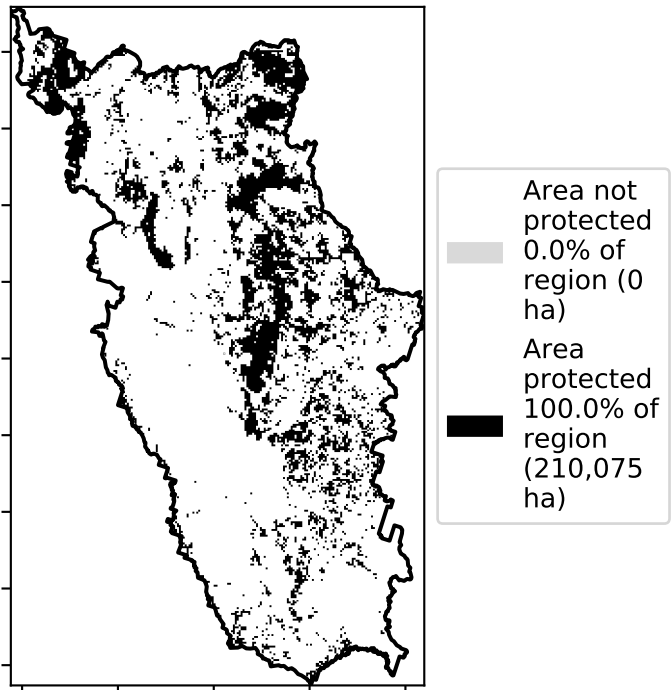 Area not
protected
0.0% of
region (0
ha)
Area
protected
100.0% of
region
(210,075
ha)